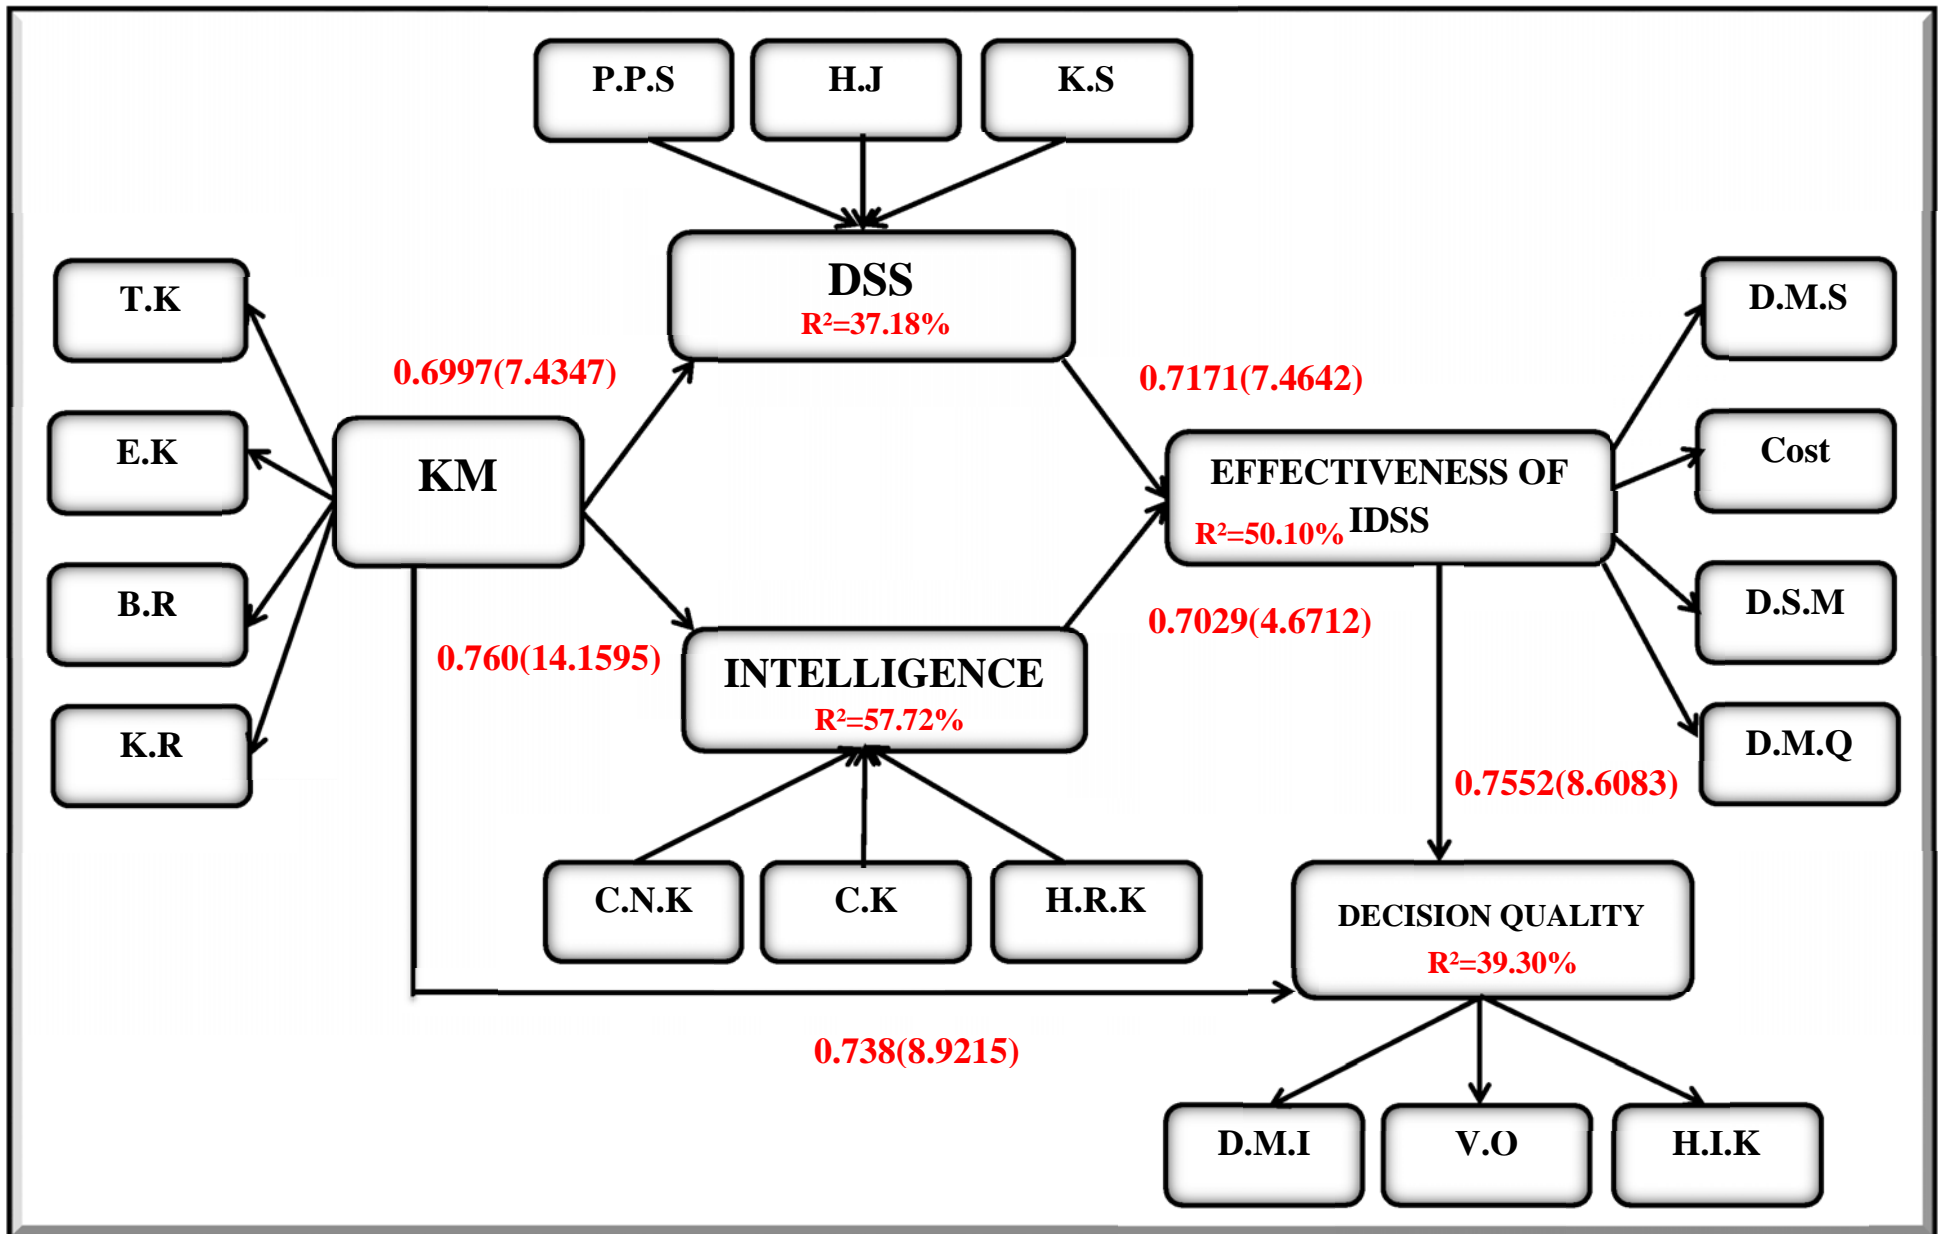 P.P.S
H.J
K.S
DSS
R²=37.18%
T.K
E.K
B.R
K.R
0.6997(7.4347)
KM
0.760(14.1595)
0.7171(7.4642)
EFFECTIVENESS OF
IDSS
R²=50.10%
0.7029(4.6712)
D.M.S
Cost
D.S.M
D.M.Q
INTELLIGENCE
R²=57.72%
0.7552(8.6083)
C.N.K
C.K
H.R.K
DECISION QUALITY
R²=39.30%
0.738(8.9215)
D.M.I
V.O
H.I.K